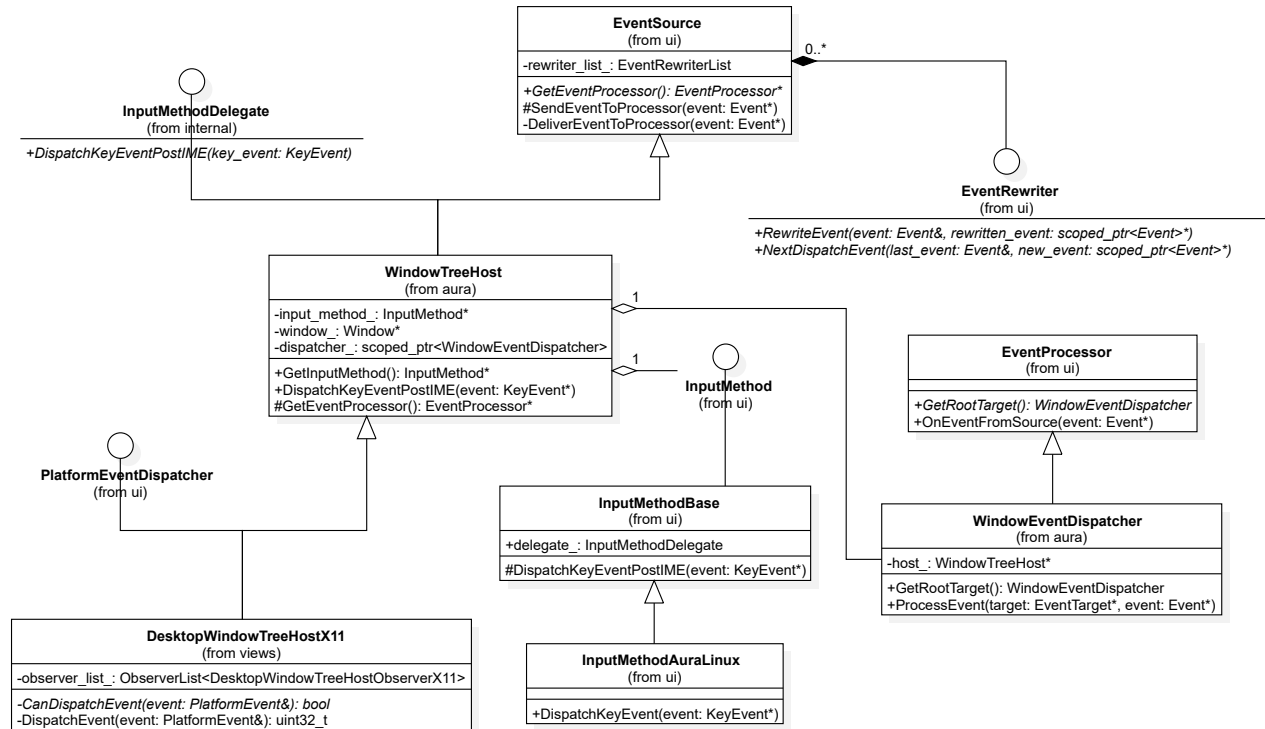 EventSource
(from ui)
-rewriter_list_: EventRewriterList
+GetEventProcessor(): EventProcessor*
#SendEventToProcessor(event: Event*)
-DeliverEventToProcessor(event: Event*)
0..*
InputMethodDelegate
(from internal)
+DispatchKeyEventPostIME(key_event: KeyEvent)
EventRewriter
(from ui)
+RewriteEvent(event: Event&, rewritten_event: scoped_ptr<Event>*)
+NextDispatchEvent(last_event: Event&, new_event: scoped_ptr<Event>*)
WindowTreeHost
(from aura)
-input_method_: InputMethod*
-window_: Window*
-dispatcher_: scoped_ptr<WindowEventDispatcher>
+GetInputMethod(): InputMethod*
+DispatchKeyEventPostIME(event: KeyEvent*)
#GetEventProcessor(): EventProcessor*
1
1
InputMethod
(from ui)
EventProcessor
(from ui)
+GetRootTarget(): WindowEventDispatcher
+OnEventFromSource(event: Event*)
PlatformEventDispatcher
(from ui)
InputMethodBase
(from ui)
+delegate_: InputMethodDelegate
#DispatchKeyEventPostIME(event: KeyEvent*)
WindowEventDispatcher
(from aura)
-host_: WindowTreeHost*
+GetRootTarget(): WindowEventDispatcher
+ProcessEvent(target: EventTarget*, event: Event*)
DesktopWindowTreeHostX11
(from views)
-observer_list_: ObserverList<DesktopWindowTreeHostObserverX11>
-CanDispatchEvent(event: PlatformEvent&): bool
-DispatchEvent(event: PlatformEvent&): uint32_t
InputMethodAuraLinux
(from ui)
+DispatchKeyEvent(event: KeyEvent*)